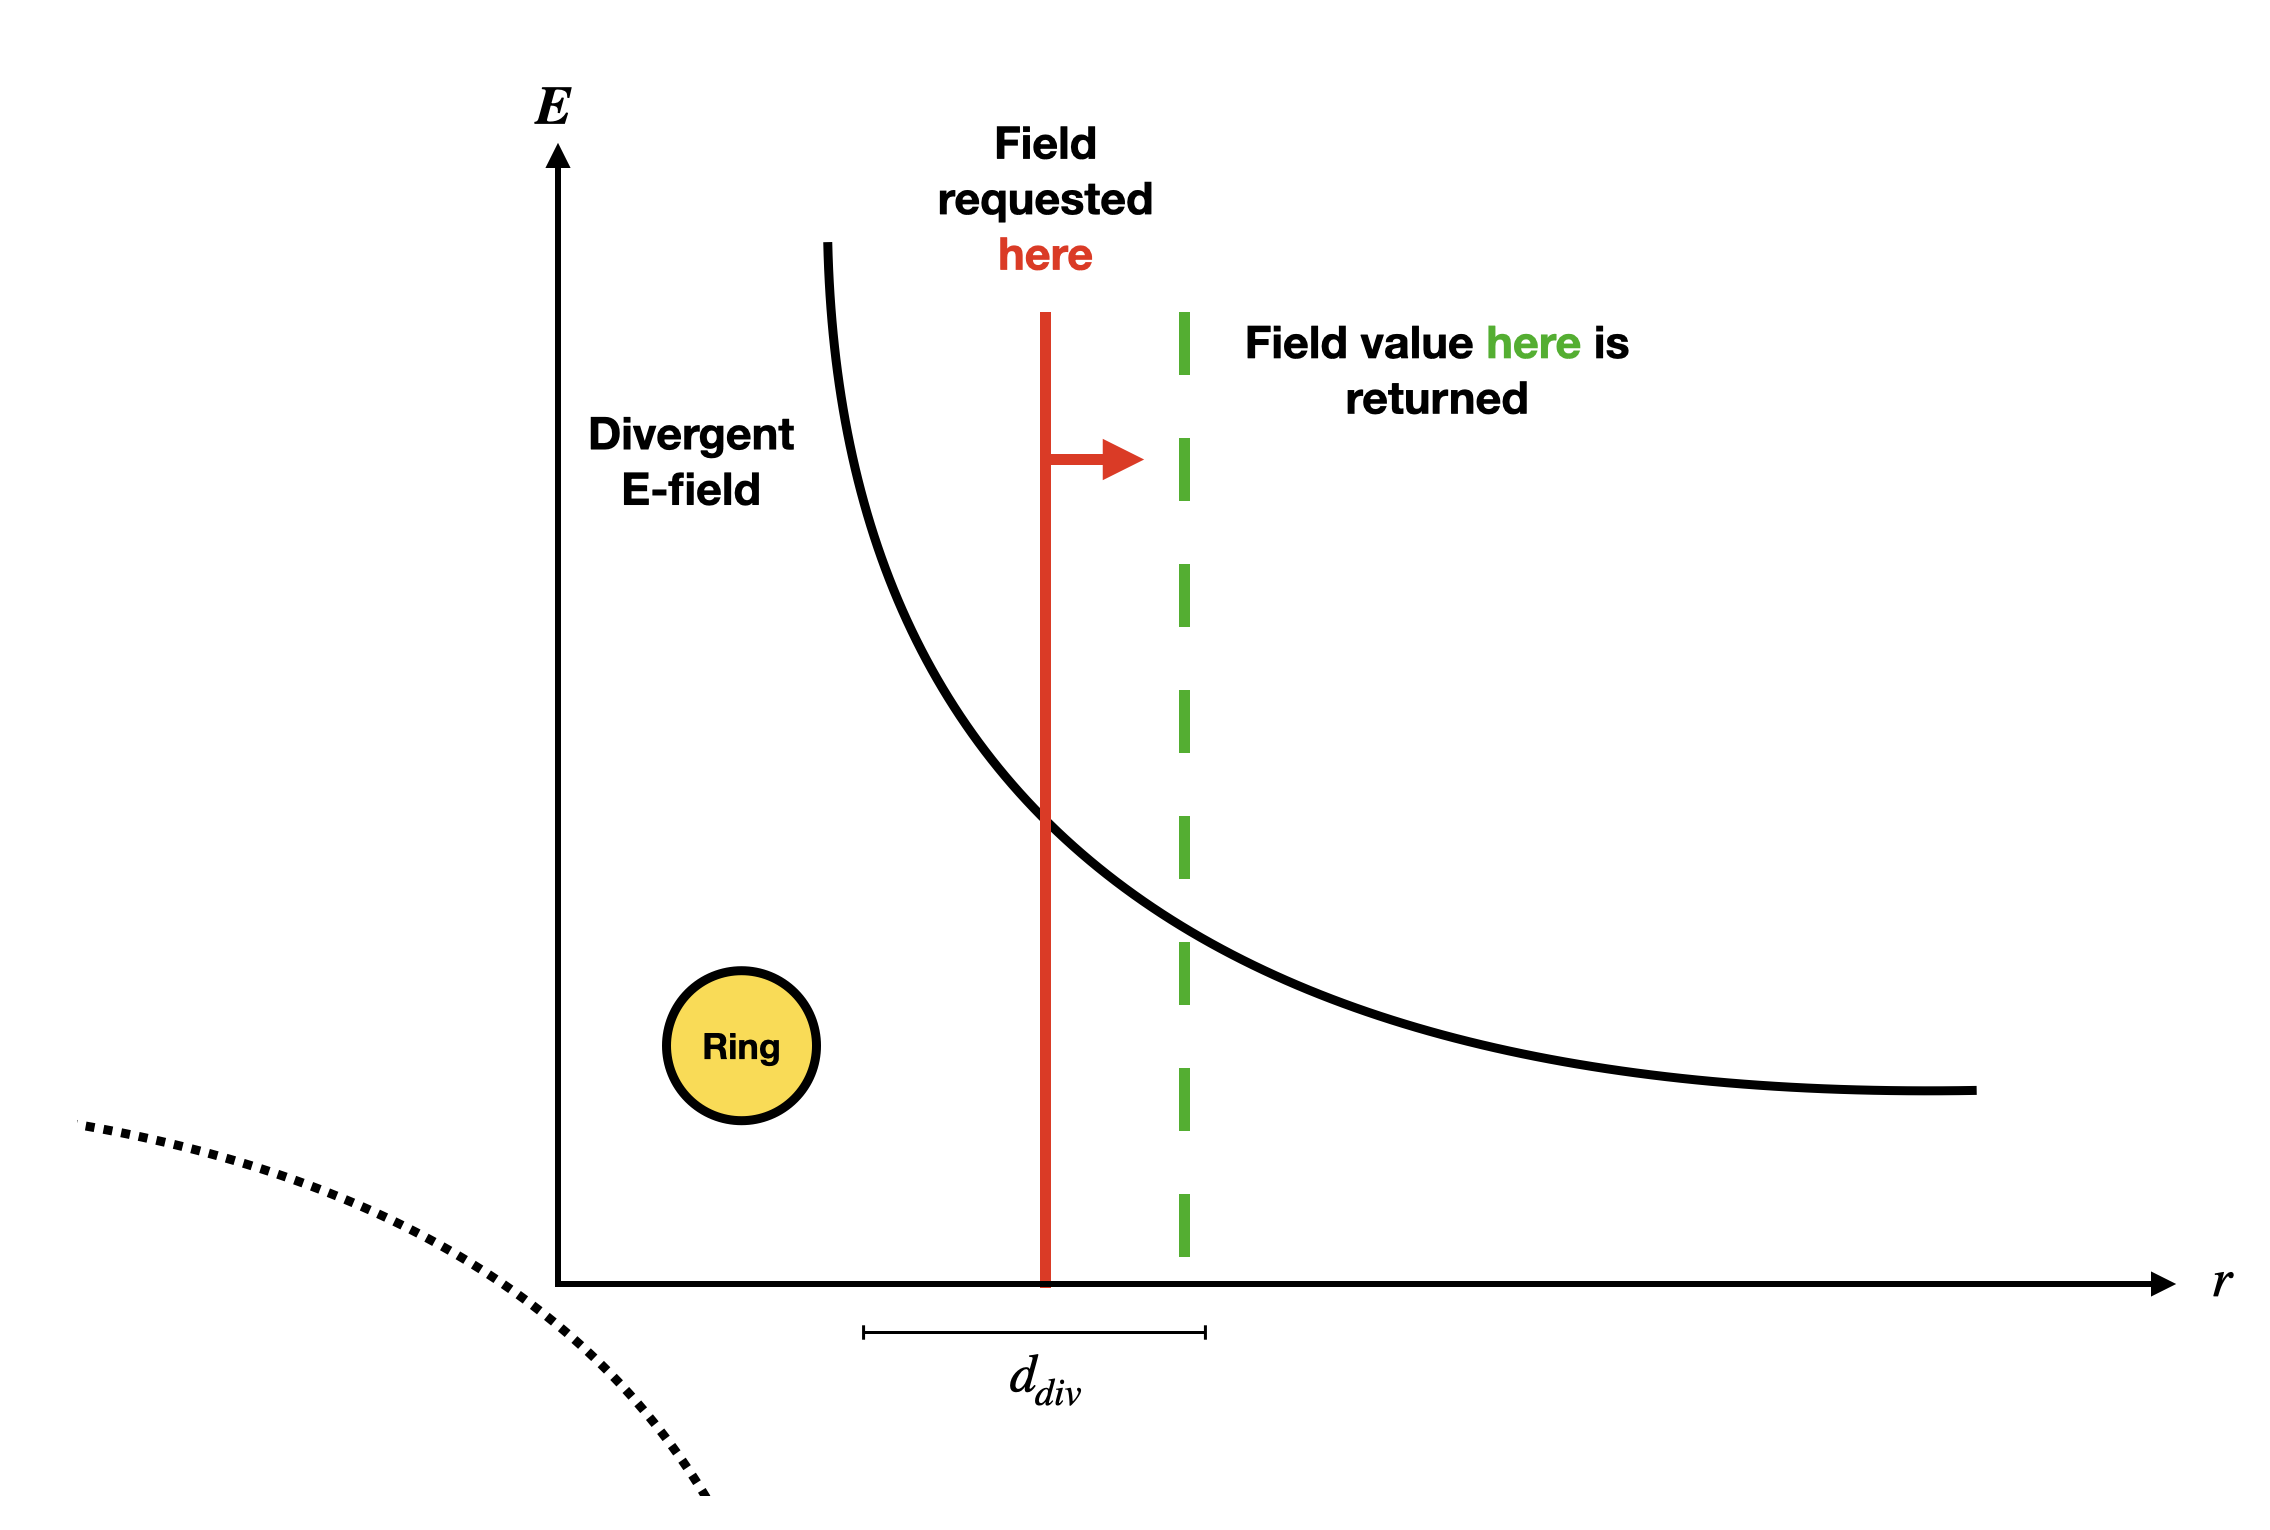 E
Field
requested
here
Field value here is
returned
Divergent
E-field
Ring
r
d_div